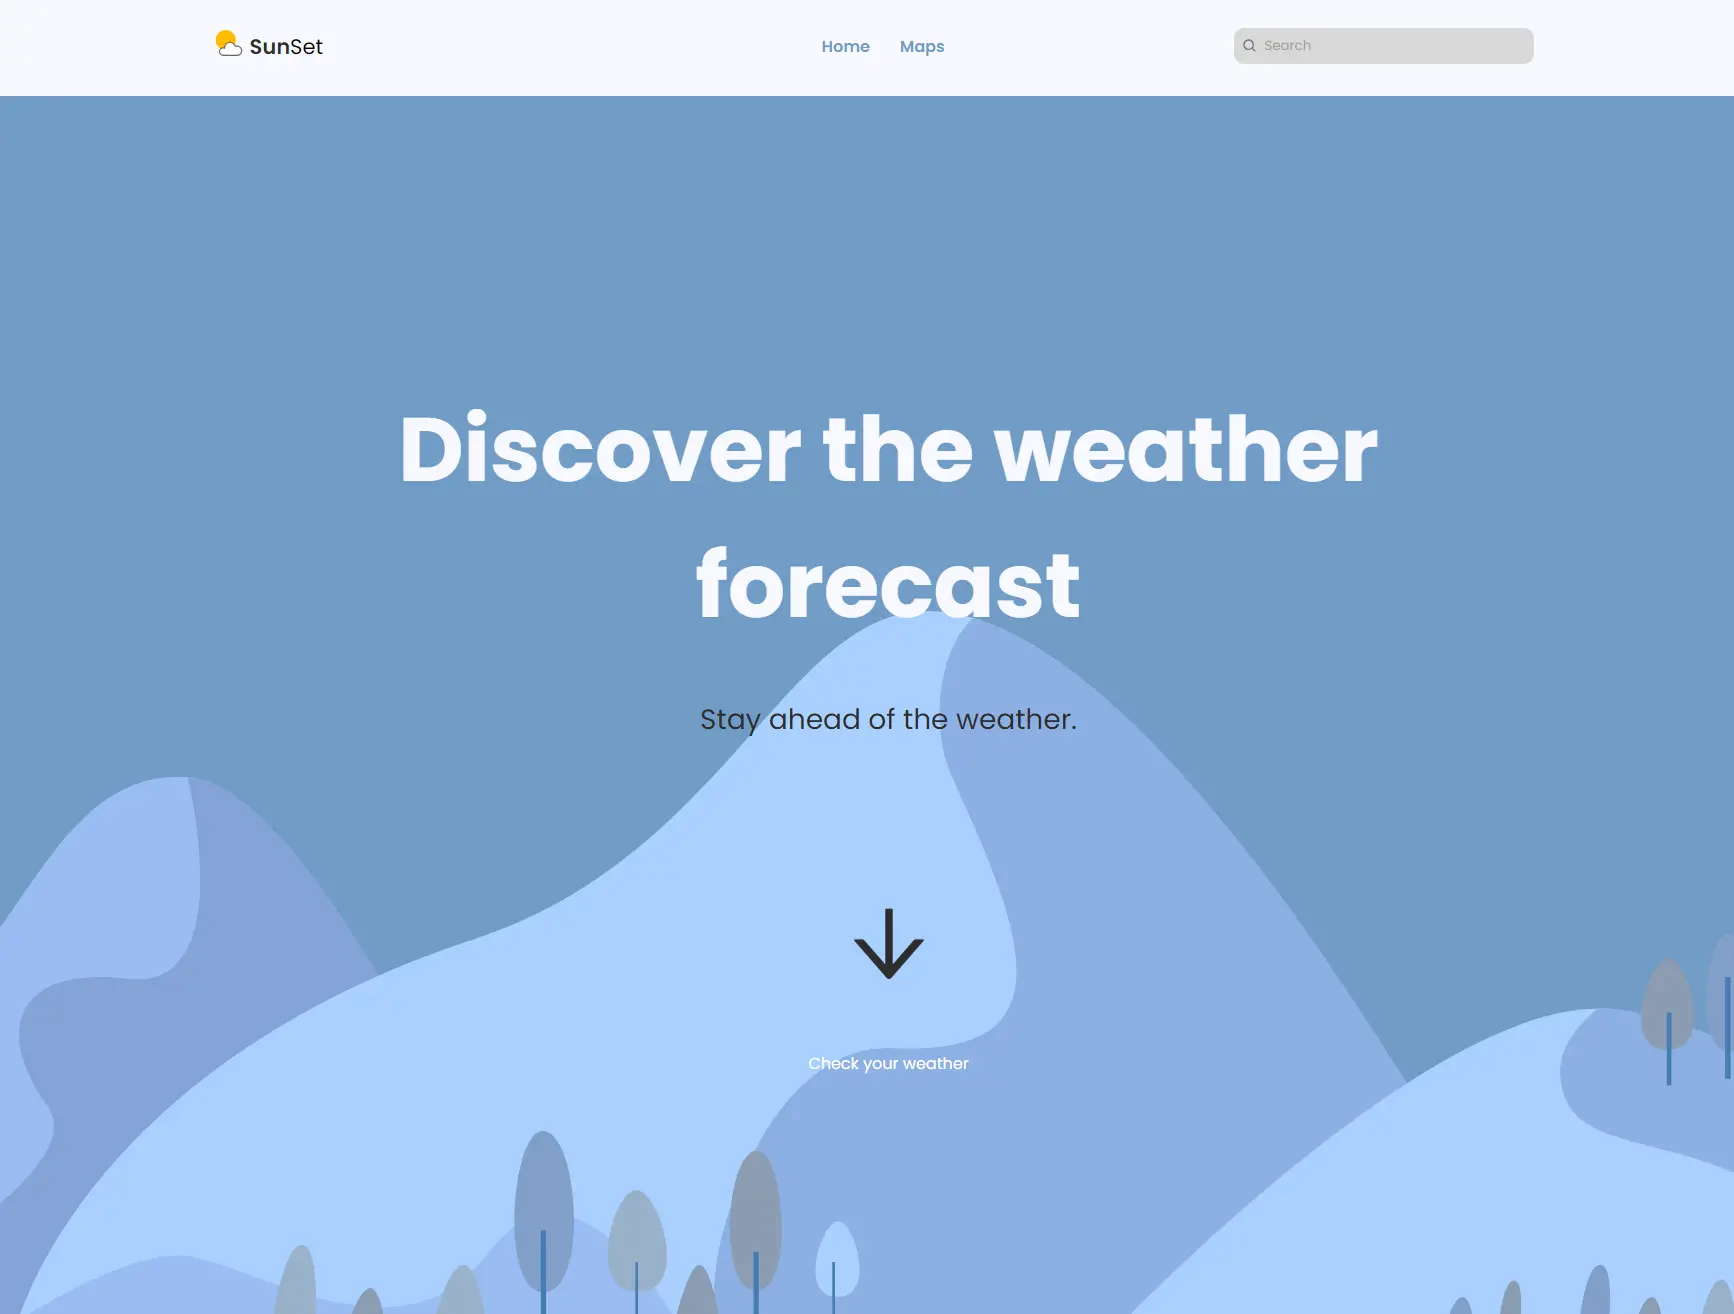 SunSet
Home
Maps
Search
Discover the weather
forecast
Stay ahead of the weather.
Check your weather